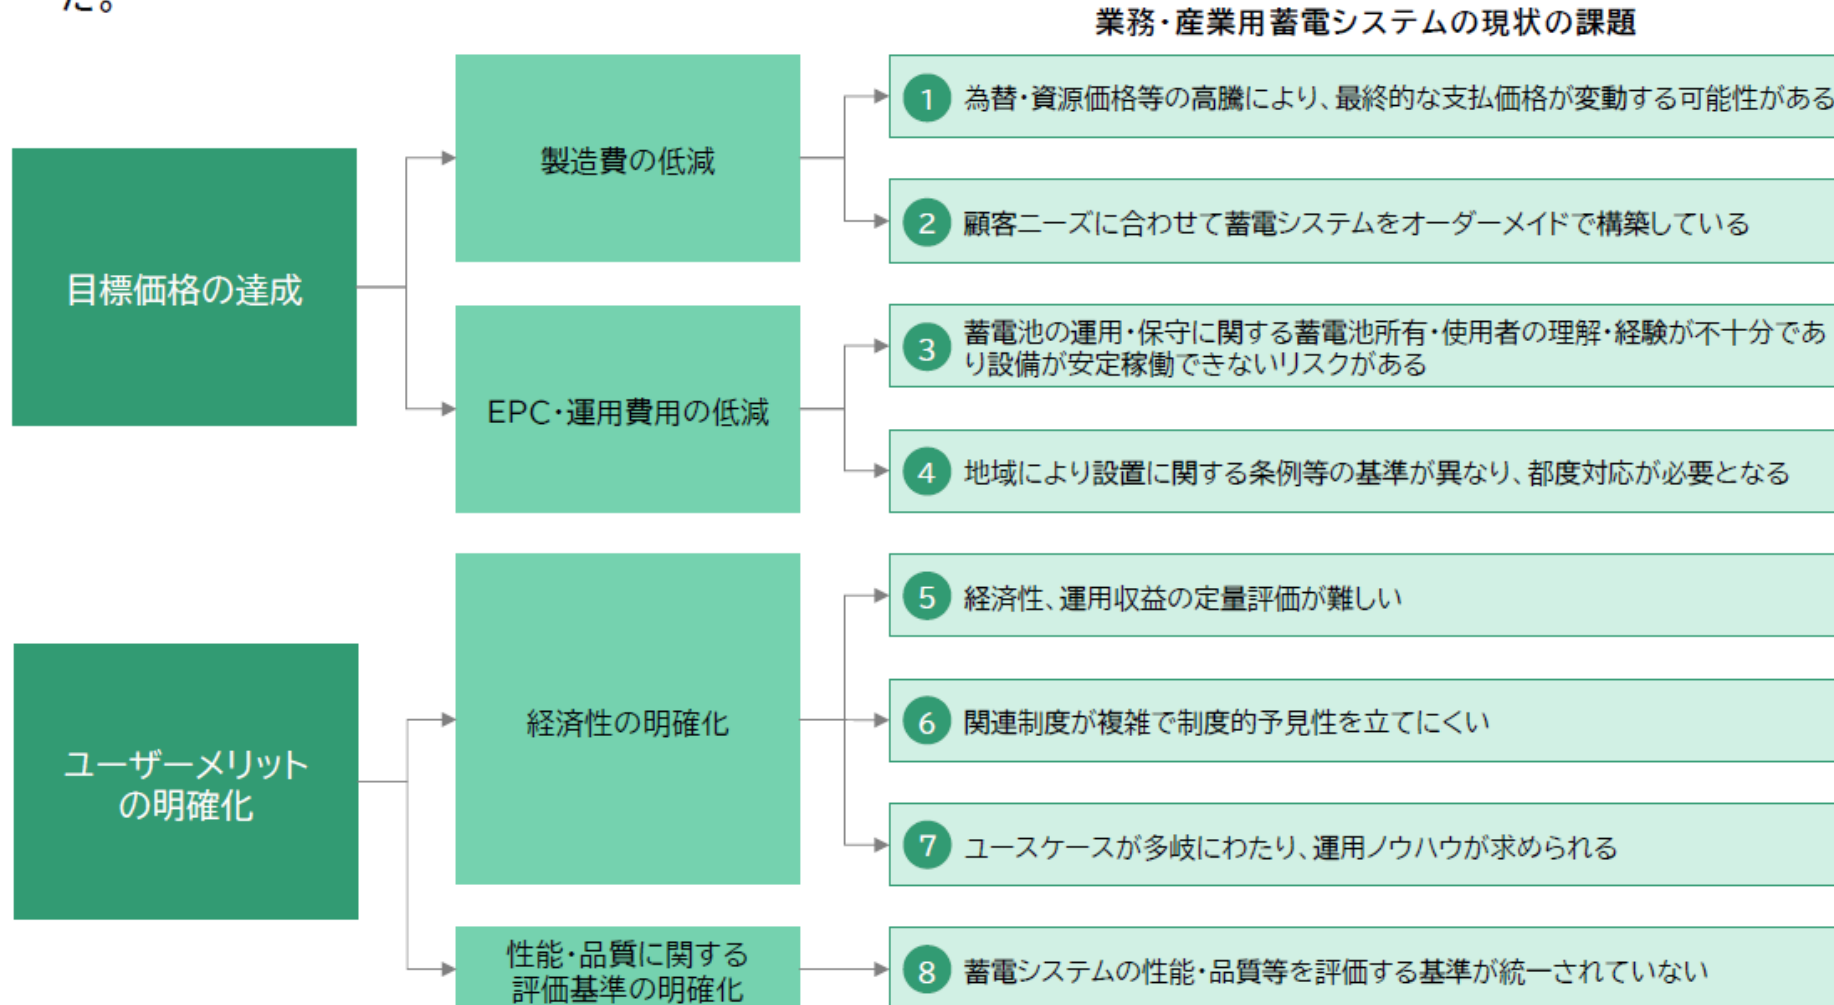 た。
業務・産業用蓄電システムの現状の課題
目標価格の達成
製造費の低減
1 為替・資源価格等の高騰により、最終的な支払価格が変動する可能性がある
2 顧客ニーズに合わせて蓄電システムをオーダーメイドで構築している
EPC・運用費用の低減
3 蓄電池の運用・保守に関する蓄電池所有・使用者の理解・経験が不十分であ
り設備が安定稼働できないリスクがある
4 地域により設置に関する条例等の基準が異なり、都度対応が必要となる
ユーザーメリット
の明確化
経済性の明確化
5 経済性、運用収益の定量評価が難しい
6 関連制度が複雑で制度的予見性を立てにくい
7 ユースケースが多岐にわたり、運用ノウハウが求められる
性能・品質に関する
評価基準の明確化
8 蓄電システムの性能・品質等を評価する基準が統一されていない